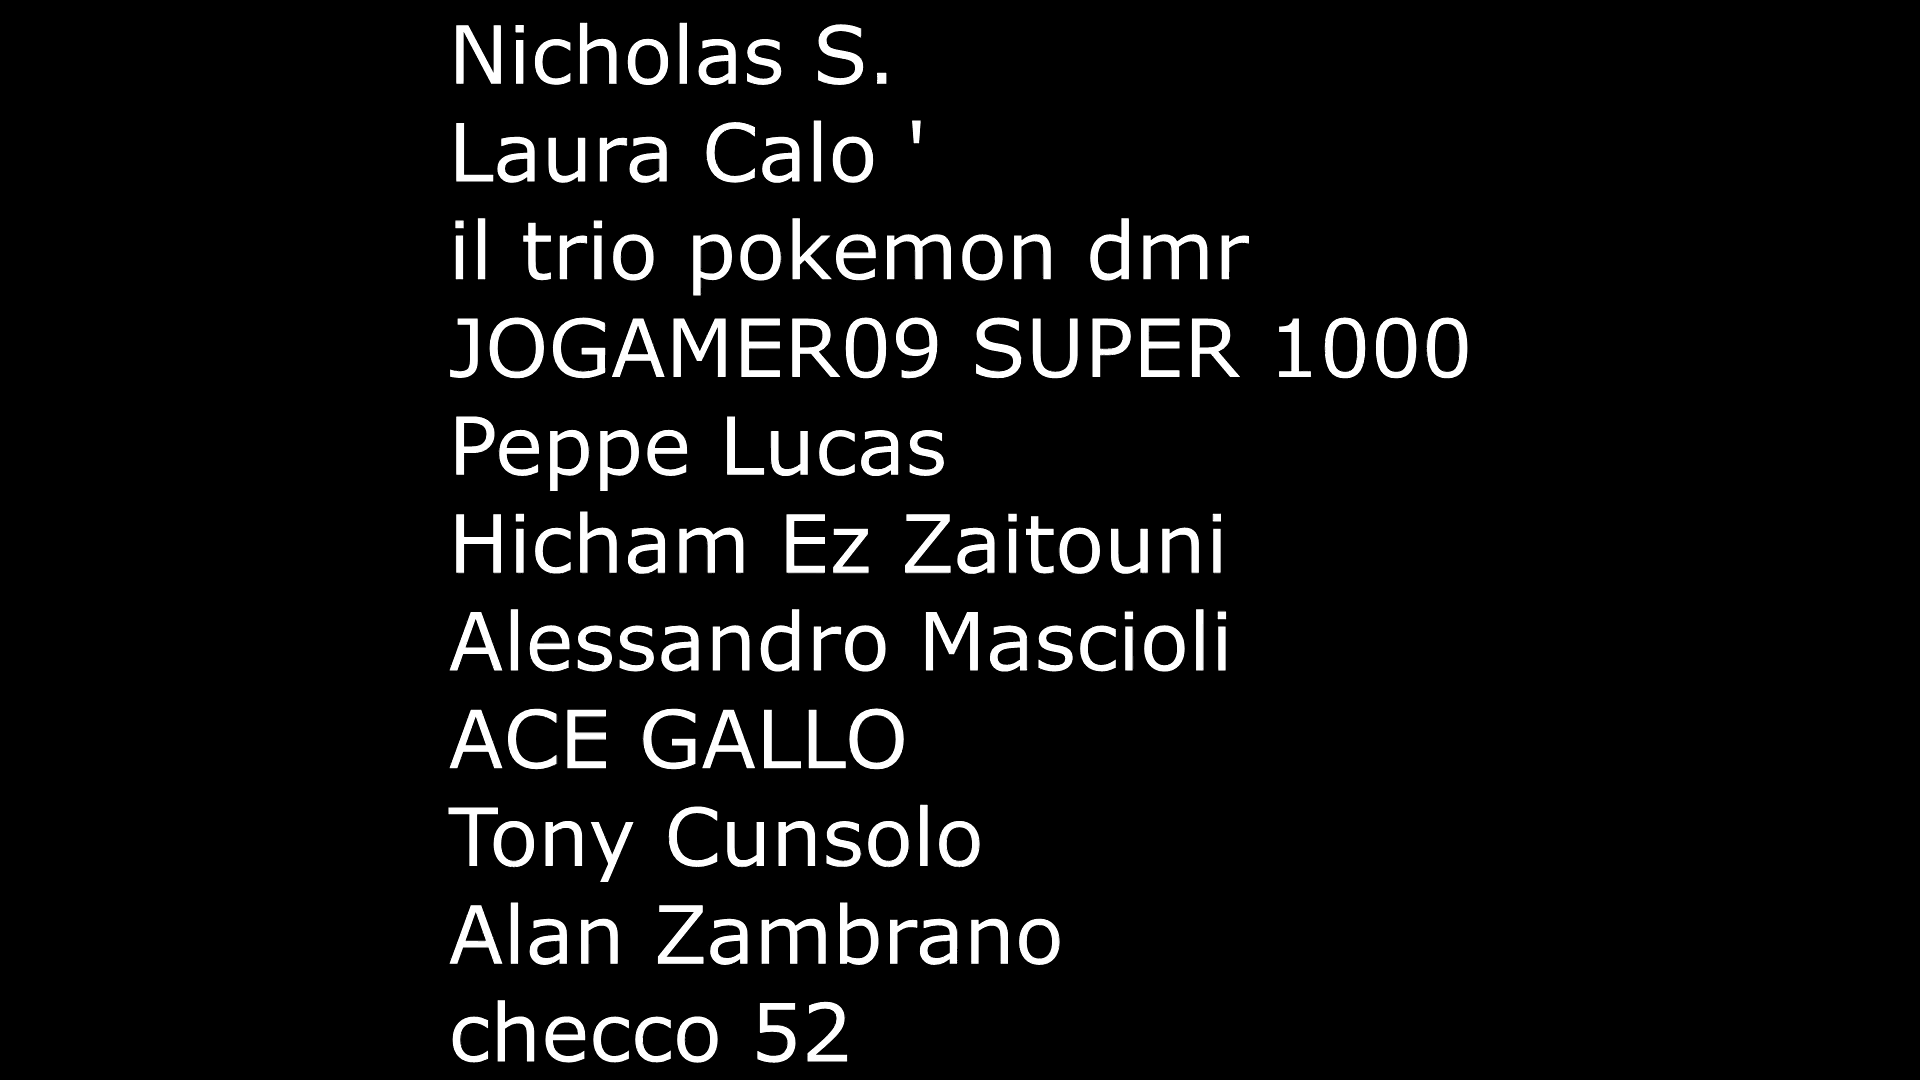 Nicholas S.
Laura Calo '
il trio pokemon dmr
JOGAMER09 SUPER 1000
Peppe Lucas
Hicham Ez Zaitouni
Alessandro Mascioli
ACE GALLO
Tony Cunsolo
Alan Zambrano
checco 52